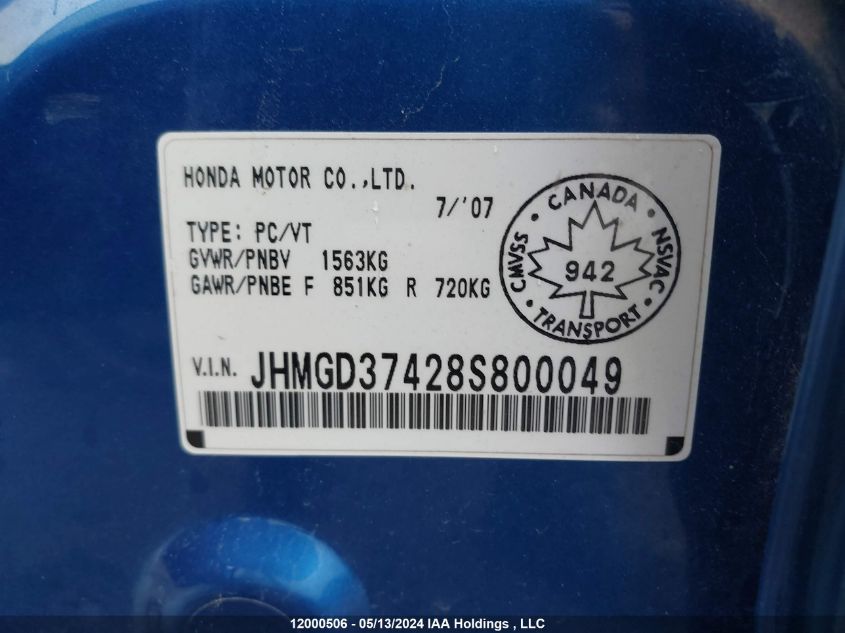 HONDA MOTOR CO.,LTD.
7/'07
TYPE: PC/VT
GVWR/PNBV 1563KG
GAWR/PNBE F 851KG R 720KG
CANADA
CMVSS
942
NSVAC
TRANSPORT
V.I.N. JHMGD37428S800049
12000506 - 05/13/2024 IAA Holdings , LLC